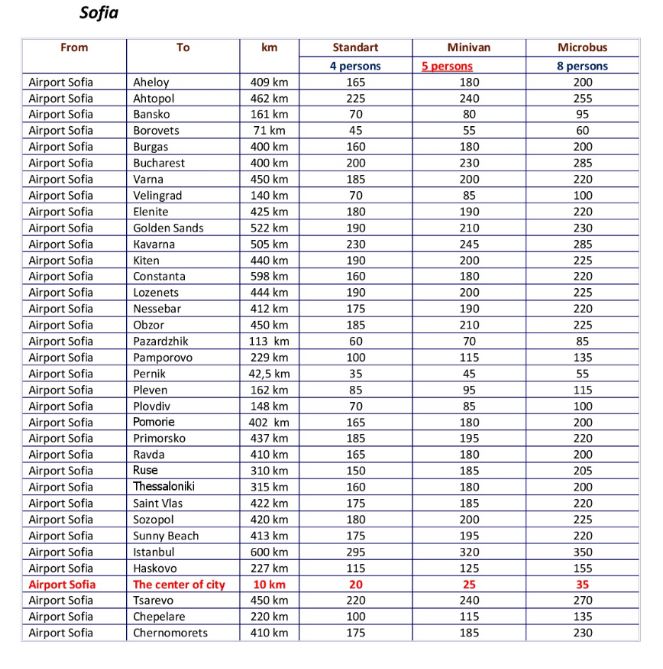 Sofia
From To km Standart Minivan Microbus
4 persons 5 persons 8 persons
Airport Sofia Aheloy 409 km 165 180 200
Airport Sofia Ahtopol 462 km 225 240 255
Airport Sofia Bansko 161 km 70 80 95
Airport Sofia Borovets 71 km 45 55 60
Airport Sofia Burgas 400 km 160 180 200
Airport Sofia Bucharest 400 km 200 230 285
Airport Sofia Varna 450 km 185 200 220
Airport Sofia Velingrad 140 km 70 85 100
Airport Sofia Elenite 425 km 180 190 220
Airport Sofia Golden Sands 522 km 190 210 230
Airport Sofia Kavarna 505 km 230 245 285
Airport Sofia Kiten 440 km 190 200 225
Airport Sofia Constanta 598 km 160 180 220
Airport Sofia Lozenets 444 km 190 200 225
Airport Sofia Nessebar 412 km 175 190 220
Airport Sofia Obzor 450 km 185 210 225
Airport Sofia Pazardzhik 113 km 60 70 85
Airport Sofia Pamporovo 229 km 100 115 135
Airport Sofia Pernik 42,5 km 35 45 55
Airport Sofia Pleven 162 km 85 95 115
Airport Sofia Plovdiv 148 km 70 85 100
Airport Sofia Pomorie 402 km 165 180 200
Airport Sofia Primorsko 437 km 185 195 220
Airport Sofia Ravda 410 km 165 180 200
Airport Sofia Ruse 310 km 150 185 205
Airport Sofia Thessaloniki 315 km 160 180 200
Airport Sofia Saint Vlas 422 km 175 185 220
Airport Sofia Sozopol 420 km 180 200 225
Airport Sofia Sunny Beach 413 km 175 195 220
Airport Sofia Istanbul 600 km 295 320 350
Airport Sofia Haskovo 227 km 115 125 155
Airport Sofia The center of city 10 km 20 25 35
Airport Sofia Tsarevo 450 km 220 240 270
Airport Sofia Chepelare 220 km 100 115 135
Airport Sofia Chernomorets 410 km 175 185 230